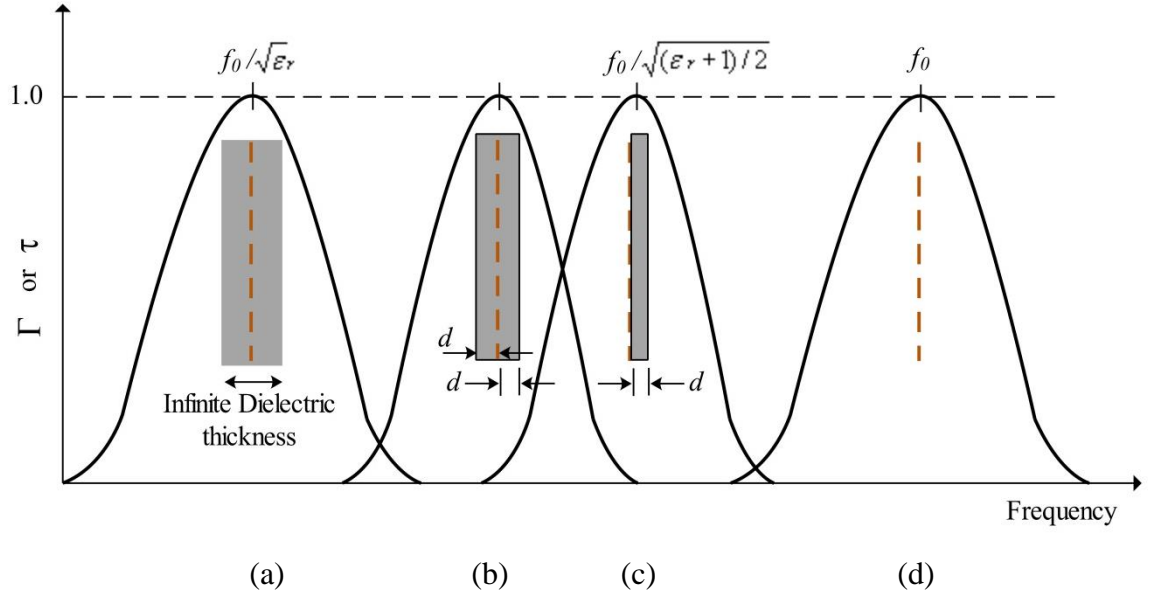 f₀/√εᵣ
f₀/√(εᵣ+1)/2
f₀
1.0
Γ or τ
d
d
d
Infinite Dielectric
thickness
Frequency
(a) (b) (c) (d)